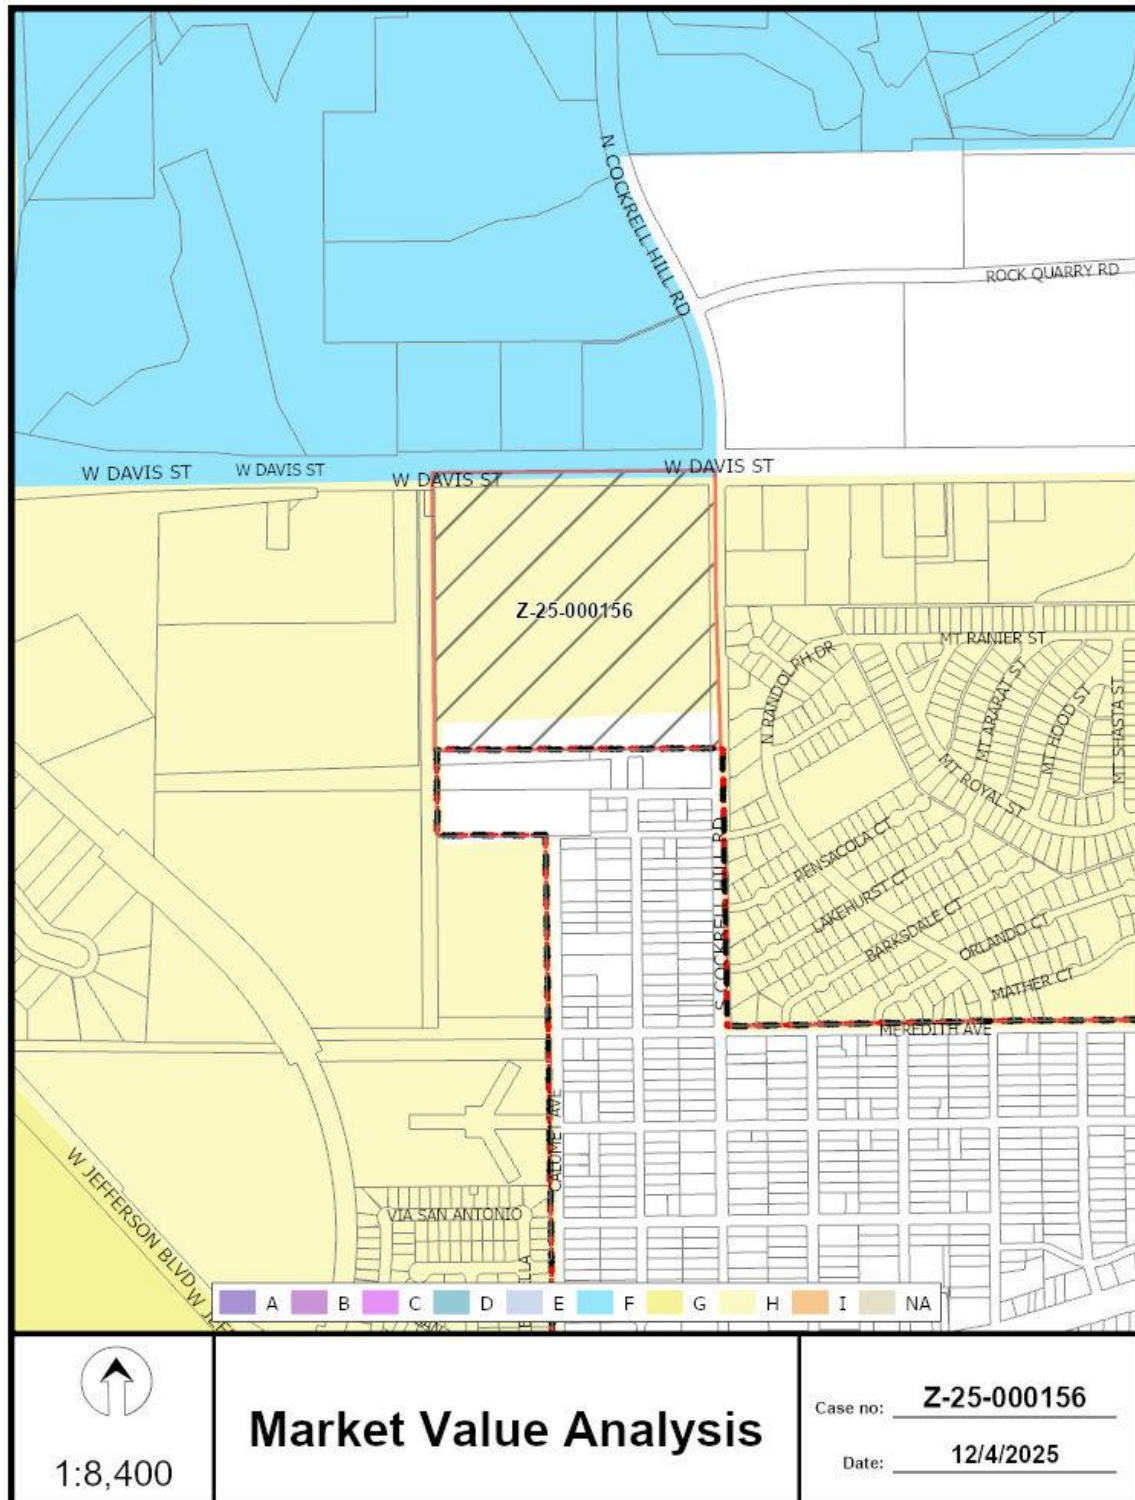 N COCKRELL HILL RD
ROCK QUARRY RD
W DAVIS ST
W DAVIS ST
W DAVIS ST
W DAVIS ST
Z-25-000156
MT RANIER ST
N RANDOLPH DR
MT ARARAT ST
MT HOOD ST
MT SHASTA ST
MT ROYAL ST
PENSACOLA CT
S COCKRELL HILL RD
LAKEHURST CT
BARKSDALE CT
ORLANDO CT
MATHER CT
MEREDITH AVE
CALUMET AVE
W JEFFERSON BLVD
VIA SAN ANTONIO
A B C D E F G H I NA
1:8,400
Market Value Analysis
Case no: Z-25-000156
Date: 12/4/2025